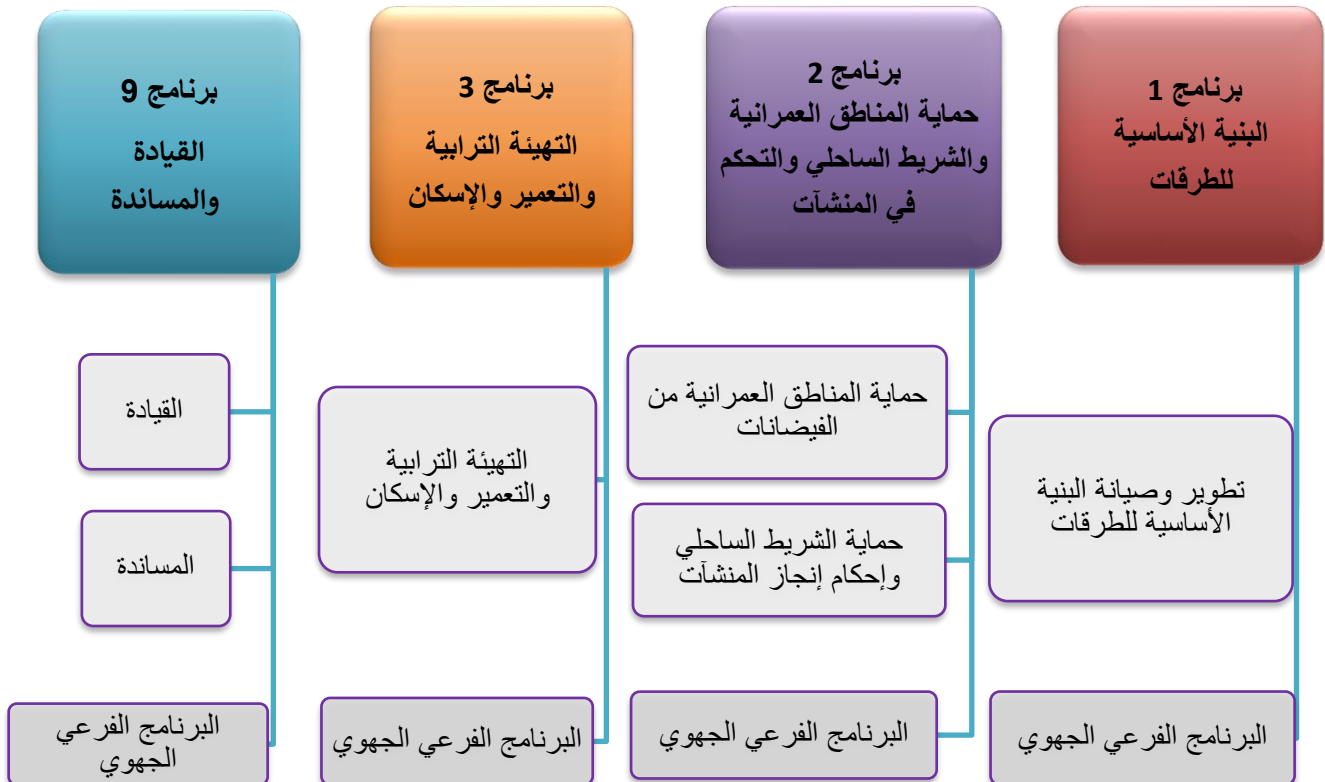 برنامج 1
البنية الأساسية
للطرقات
تطوير وصيانة البنية
الأساسية للطرقات
البرنامج الفرعي الجهوي
برنامج 2
حماية المناطق العمرانية
والشريط الساحلي والتحكم
في المنشآت
حماية المناطق العمرانية من
الفيضانات
حماية الشريط الساحلي
وإحكام إنجاز المنشآت
البرنامج الفرعي الجهوي
برنامج 3
التهيئة الترابية
والتعمير والإسكان
التهيئة الترابية
والتعمير والإسكان
البرنامج الفرعي الجهوي
برنامج 9
القيادة
والمساندة
القيادة
المساندة
البرنامج الفرعي
الجهوي